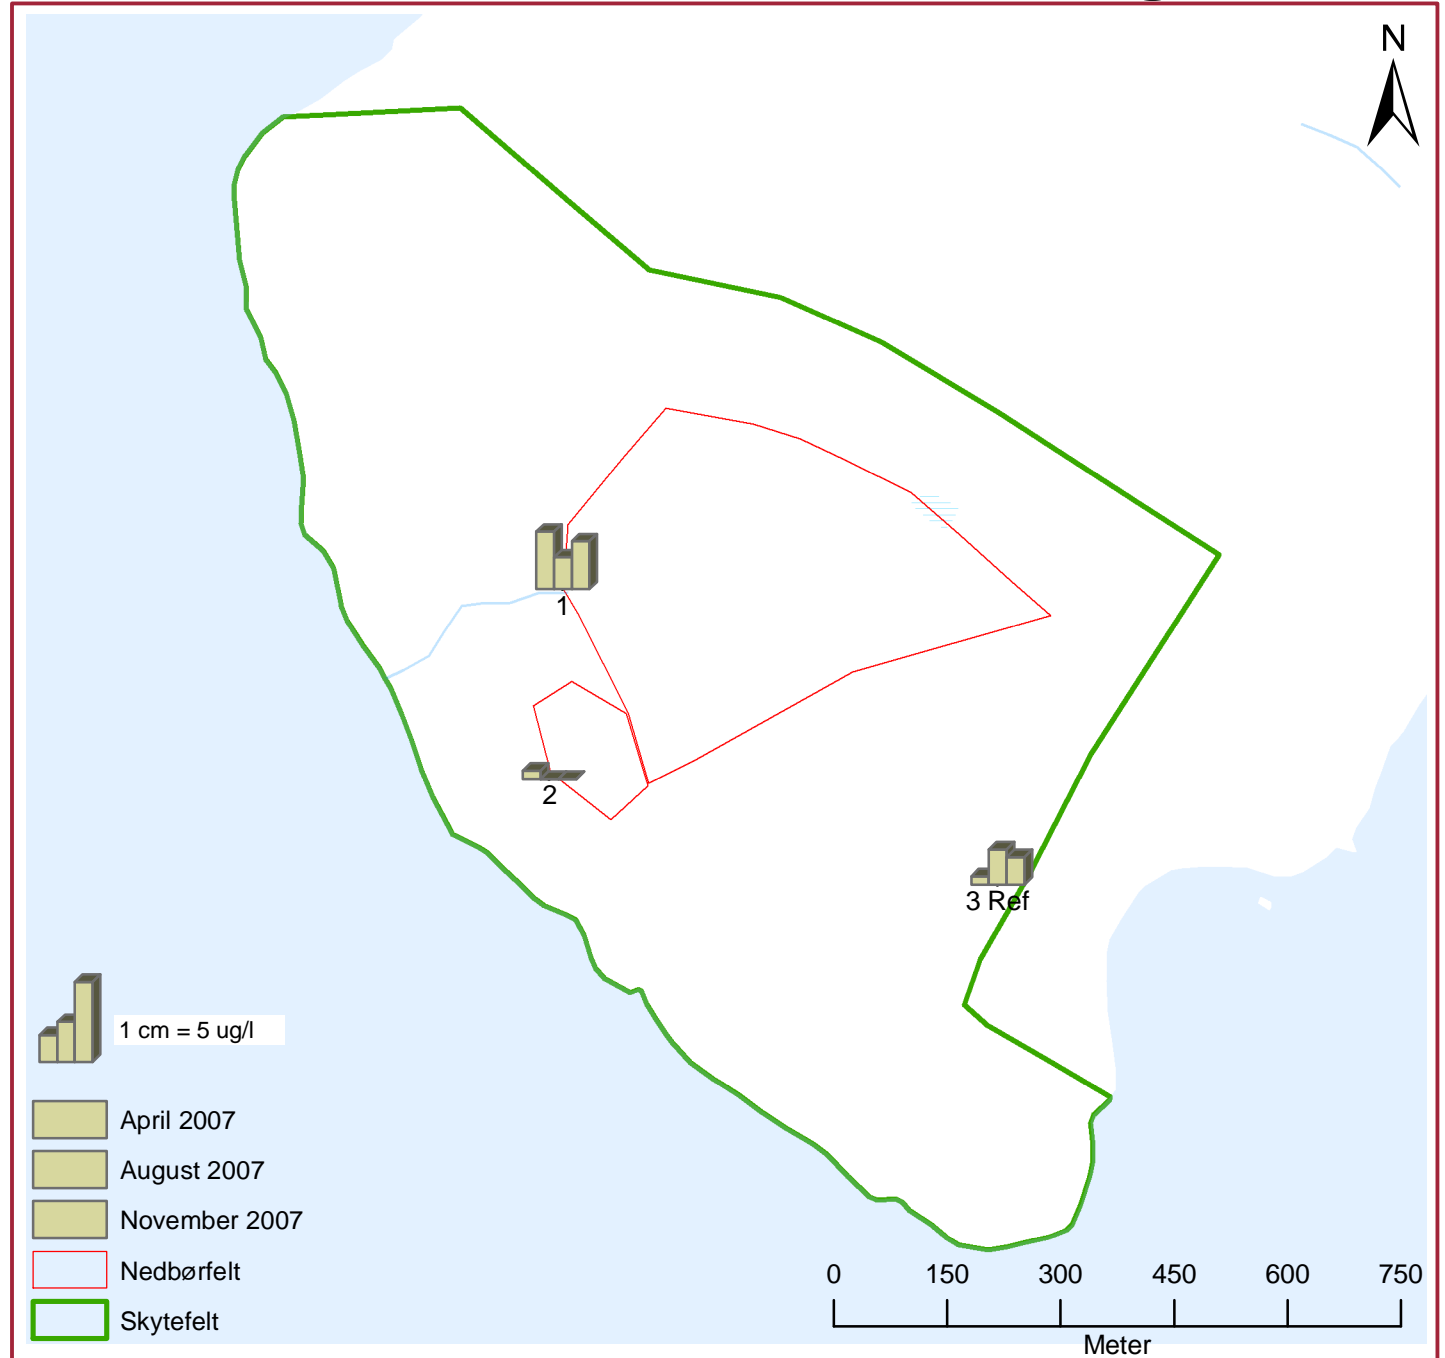 N
1
2
3 Ref
1 cm = 5 ug/l
April 2007
August 2007
November 2007
Nedbørfelt
Skytefelt
0 150 300 450 600 750
Meter